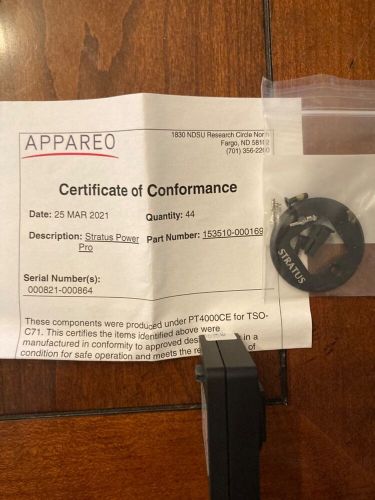 APPAREO
1830 NDSU Research Circle North
Fargo, ND 58102
(701) 356-2200
Certificate of Conformance
Date: 25 MAR 2021
Quantity: 44
Description: Stratus Power
Pro
Part Number: 153510-000169
Serial Number(s):
000821-000864
These components were produced under PT4000CE for TSO-
C71. This certifies the items identified above were
manufactured in conformity to approved in a
condition for safe operation and meets the of
STRATUS